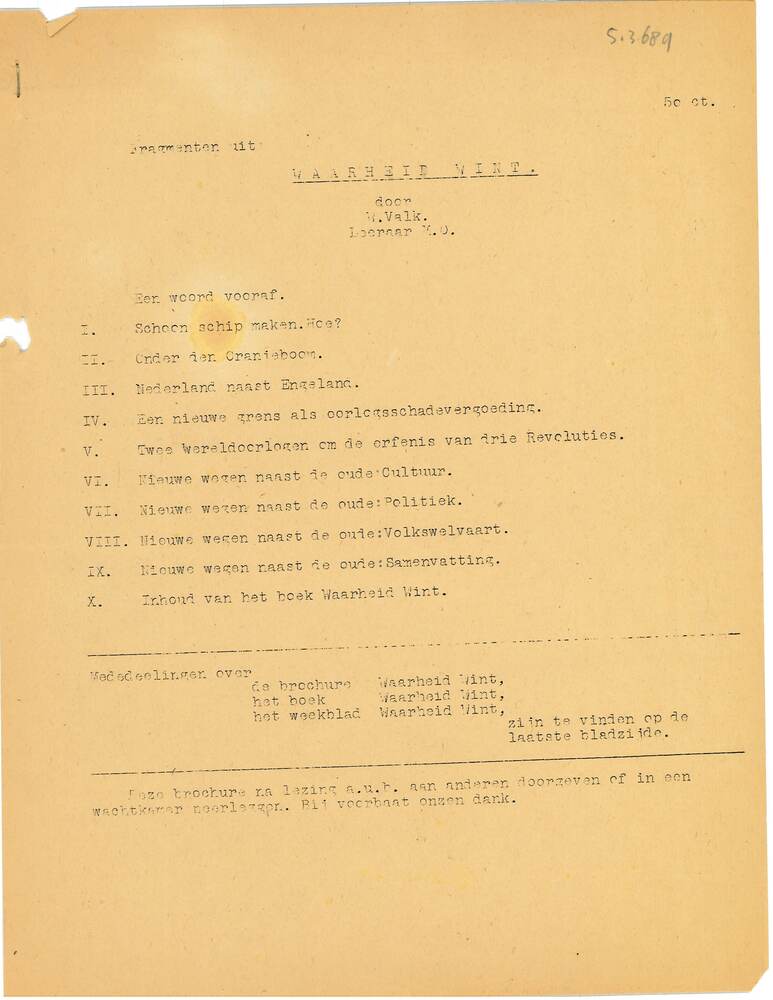 S.3.689
50 ct.
Fragmenten uit
WAARHEID WINT.
door
W.Valk.
Leeraar M.O.
Een woord vooraf.
I. Schoon schip maken.Hoe?
II. Onder den Oranjeboom.
III. Nederland naast Engeland.
IV. Een nieuwe grens als oorlogsschadevergoeding.
V. Twee Wereldoorlogen om de erfenis van drie Revoluties.
VI. Nieuwe wegen naast de oude:Cultuur.
VII. Nieuwe wegen naast de oude:Politiek.
VIII. Nieuwe wegen naast de oude:Volkswelvaart.
IX. Nieuwe wegen naast de oude:Samenvatting.
X. Inhoud van het boek Waarheid Wint.
Mededeelingen over
de brochure Waarheid Wint,
het boek Waarheid Wint,
het weekblad Waarheid Wint,
zijn te vinden op de
laatste bladzijde.
Deze brochure na lezing a.u.b. aan anderen doorgeven of in een
wachtkamer neerleggen. Bij voorbaat onzen dank.